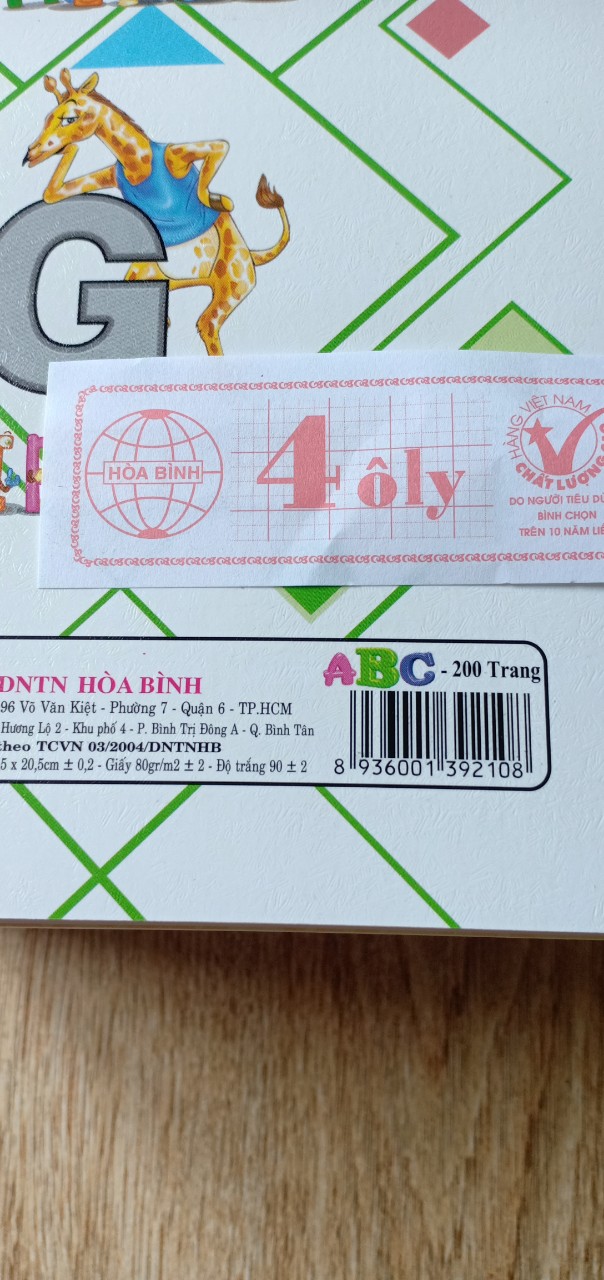 G
HÒA BÌNH
4 ôly
HÀNG VIỆT NAM
CHẤT LƯỢNG
DO NGƯỜI TIÊU
BÌNH CHỌN
TRÊN 10 NĂM
DNTN HÒA BÌNH
96 Võ Văn Kiệt - Phường 7 - Quận 6 - TP.HCM
Hương Lộ 2 - Khu phố 4 - P. Bình Trị Đông A - Q. Bình Tân
theo TCVN 03/2004/DNTNHB
5 x 20,5cm ± 0,2 - Giấy 80gr/m2 ± 2 - Độ trắng 90 ± 2
ABC - 200 Trang
8 936001 392108